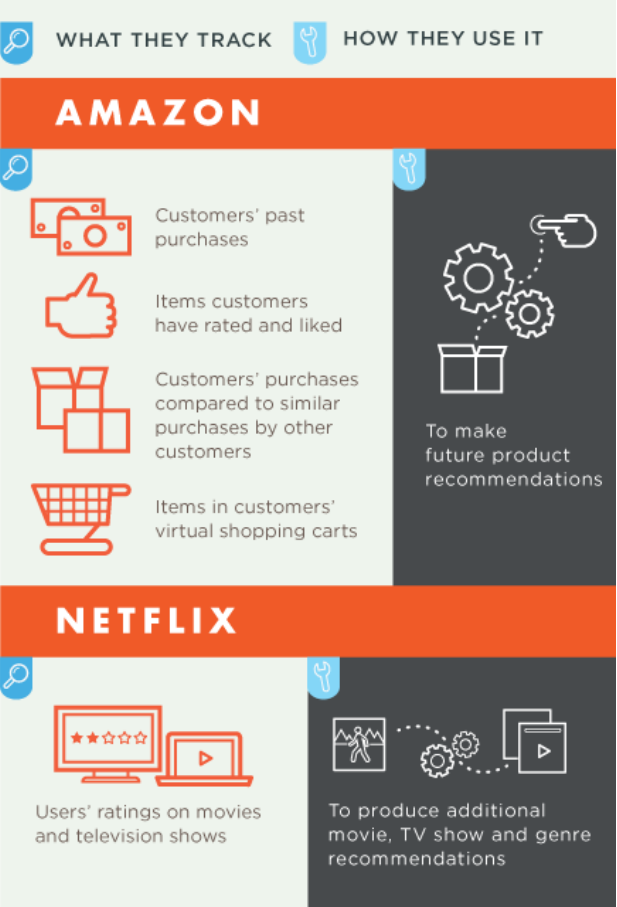 WHAT THEY TRACK
HOW THEY USE IT
AMAZON
Customers’ past
purchases
Items customers
have rated and liked
Customers’ purchases
compared to similar
purchases by other
customers
Items in customers’
virtual shopping carts
To make
future product
recommendations
NETFLIX
Users’ ratings on movies
and television shows
To produce additional
movie, TV show and genre
recommendations